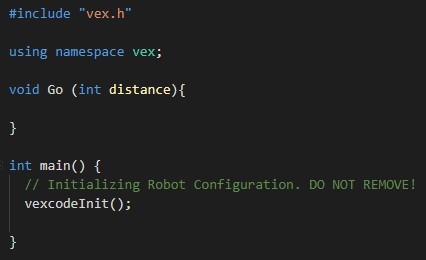 #include "vex.h"
using namespace vex;
void Go (int distance){
}
int main() {
// Initializing Robot Configuration. DO NOT REMOVE!
vexcodeInit();
}